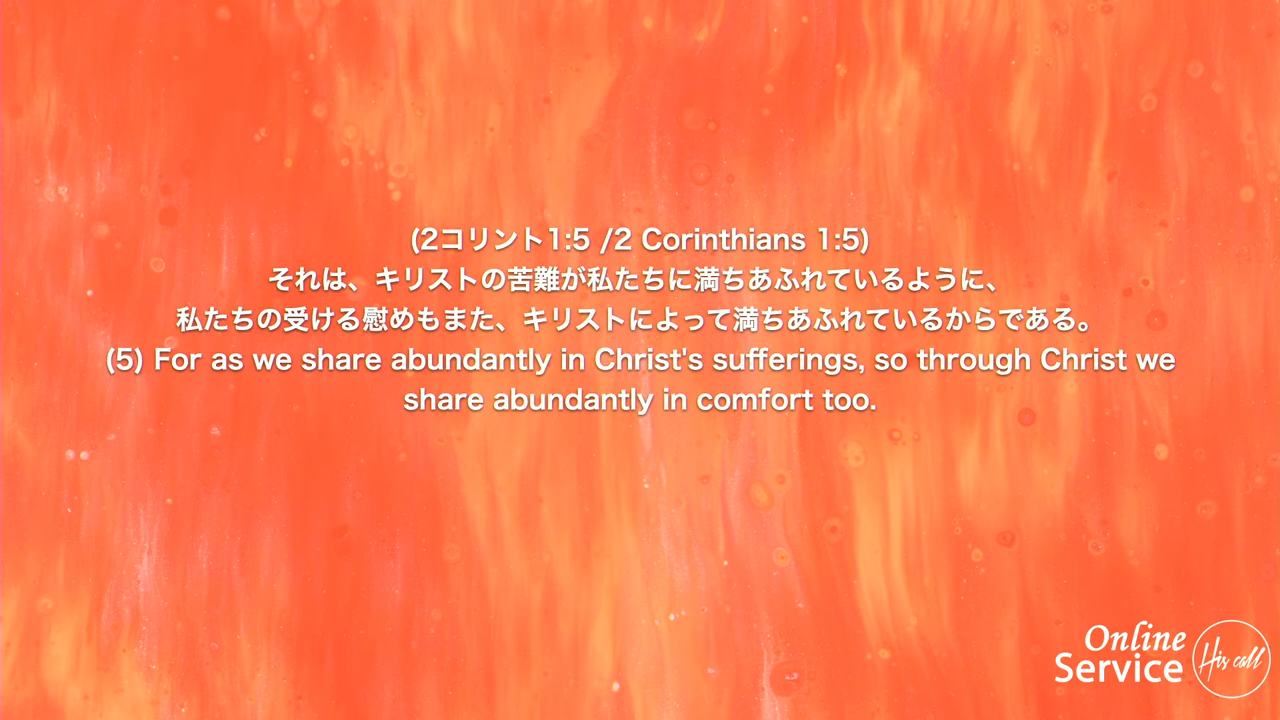 (2コリント1:5 /2 Corinthians 1:5)
それは、キリストの苦難が私たちに満ちあふれているように、
私たちの受ける慰めもまた、キリストによって満ちあふれているからである。
(5) For as we share abundantly in Christ's sufferings, so through Christ we
share abundantly in comfort too.
Online
Service
His call